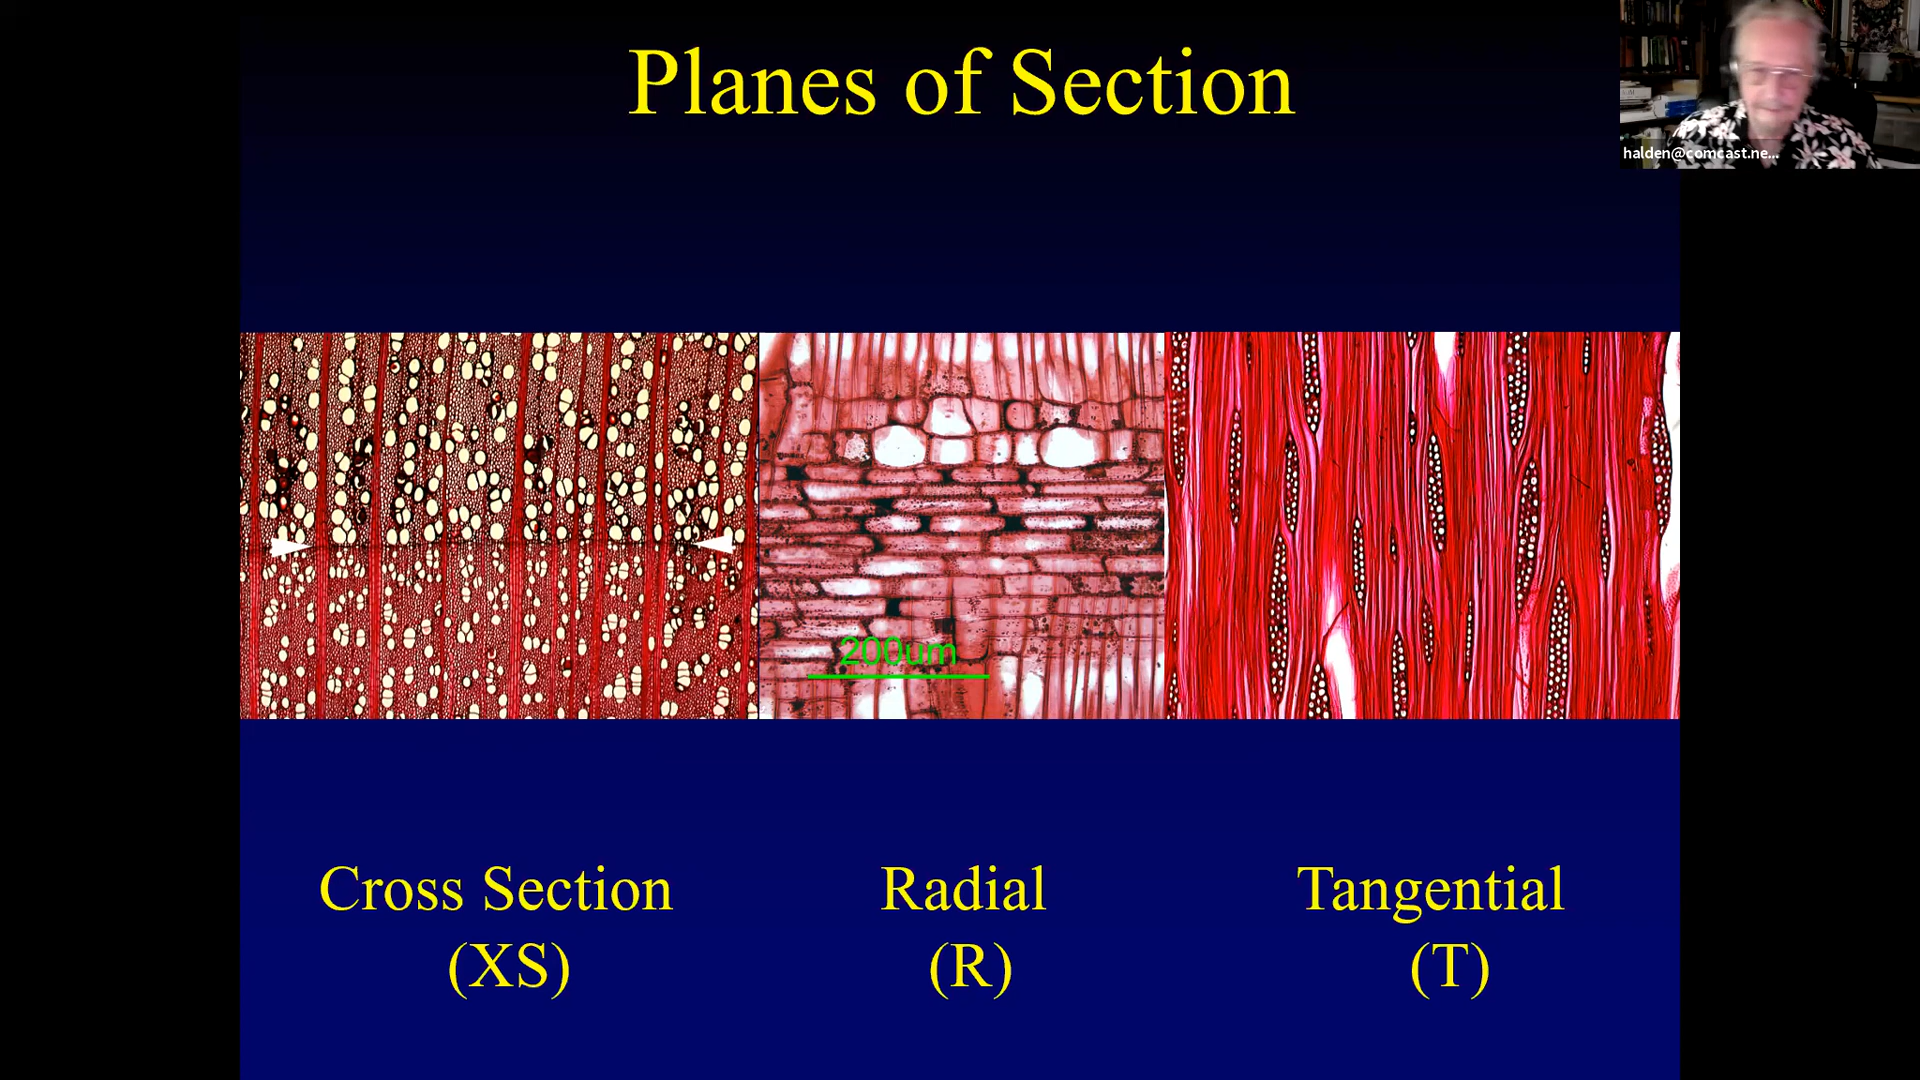 Planes of Section
halden@comcast.ne...
200um
Cross Section
(XS)
Radial
(R)
Tangential
(T)